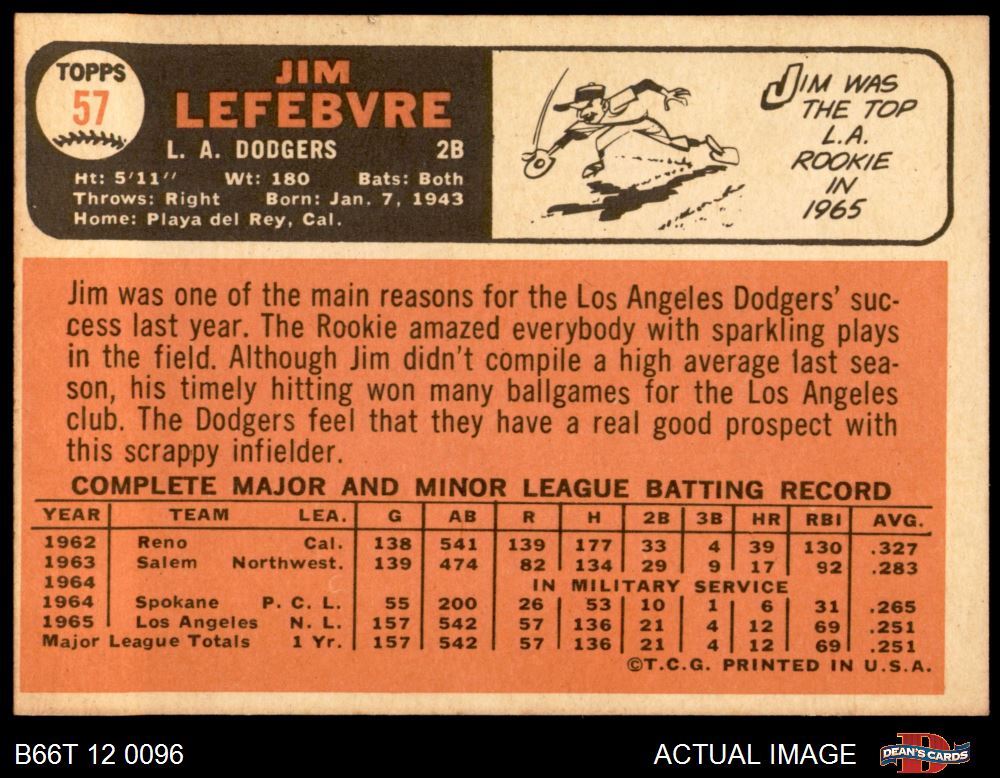 TOPPS
57
JIM
LEFEBVRE
L. A. DODGERS 2B
Ht: 5'11" Wt: 180 Bats: Both
Throws: Right Born: Jan. 7, 1943
Home: Playa del Rey, Cal.
JIM WAS
THE TOP
L.A.
ROOKIE
IN
1965
Jim was one of the main reasons for the Los Angeles Dodgers' suc-
cess last year. The Rookie amazed everybody with sparkling plays
in the field. Although Jim didn't compile a high average last sea-
son, his timely hitting won many ballgames for the Los Angeles
club. The Dodgers feel that they have a real good prospect with
this scrappy infielder.
COMPLETE MAJOR AND MINOR LEAGUE BATTING RECORD
YEAR TEAM LEA. G AB R H 2B 3B HR RBI AVG.
1962 Reno Cal. 138 541 139 177 33 4 39 130 .327
1963 Salem Northwest. 139 474 82 134 29 9 17 92 .283
1964 IN MILITARY SERVICE
1964 Spokane P. C. L. 55 200 26 53 10 1 6 31 .265
1965 Los Angeles N. L. 157 542 57 136 21 4 12 69 .251
Major League Totals 1 Yr. 157 542 57 136 21 4 12 69 .251
©T.C.G. PRINTED IN U.S.A.
B66T 12 0096 ACTUAL IMAGE DEAN'S CARDS